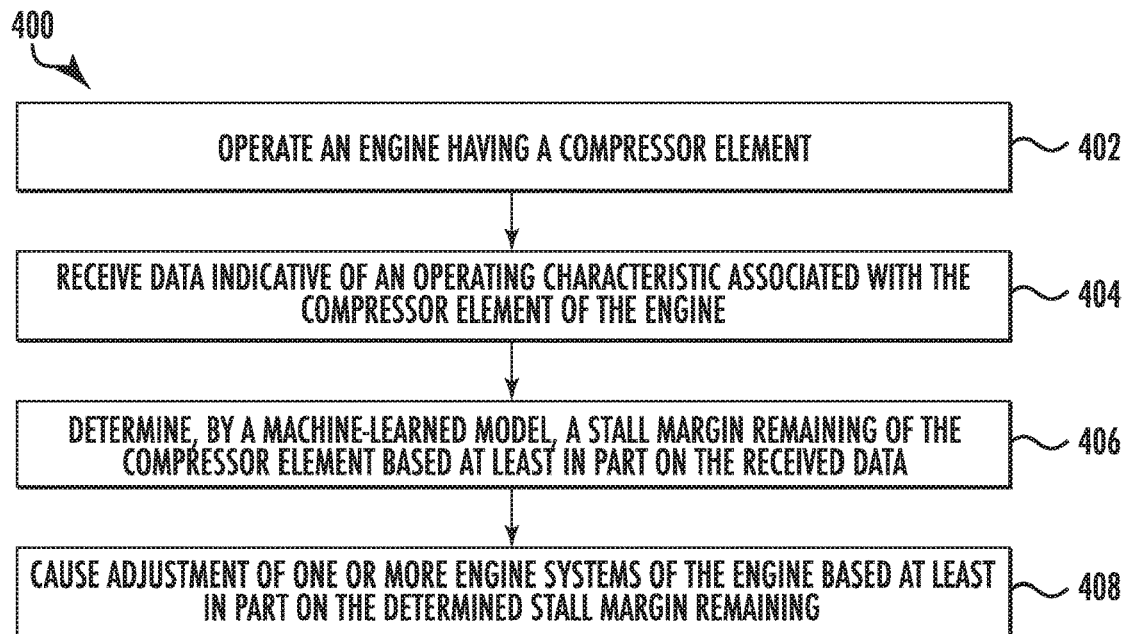 400
OPERATE AN ENGINE HAVING A COMPRESSOR ELEMENT
402
RECEIVE DATA INDICATIVE OF AN OPERATING CHARACTERISTIC ASSOCIATED WITH THE
COMPRESSOR ELEMENT OF THE ENGINE
404
DETERMINE, BY A MACHINE-LEARNED MODEL, A STALL MARGIN REMAINING OF THE
COMPRESSOR ELEMENT BASED AT LEAST IN PART ON THE RECEIVED DATA
406
CAUSE ADJUSTMENT OF ONE OR MORE ENGINE SYSTEMS OF THE ENGINE BASED AT LEAST
IN PART ON THE DETERMINED STALL MARGIN REMAINING
408